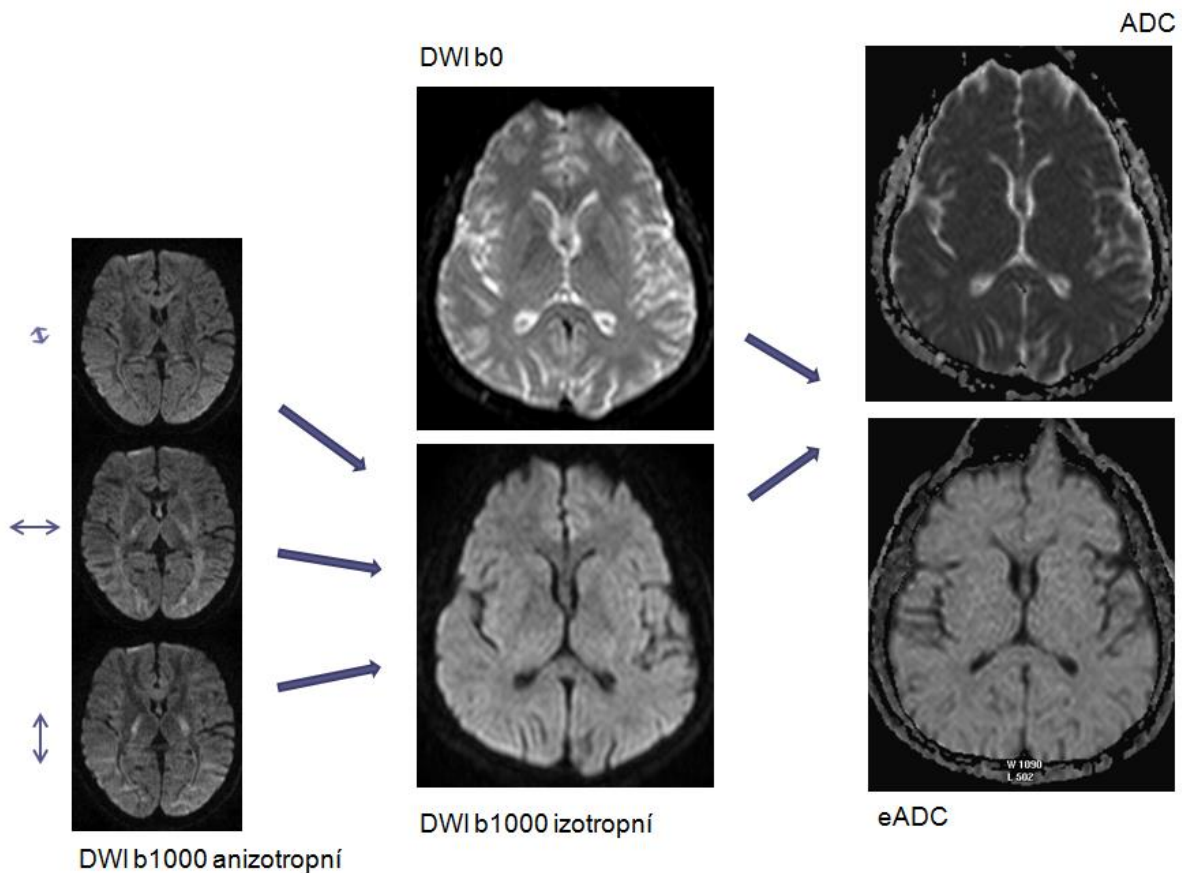 ADC
DWI b0
W 1090
L 502
eADC
DWI b1000 izotropní
DWI b1000 anizotropní